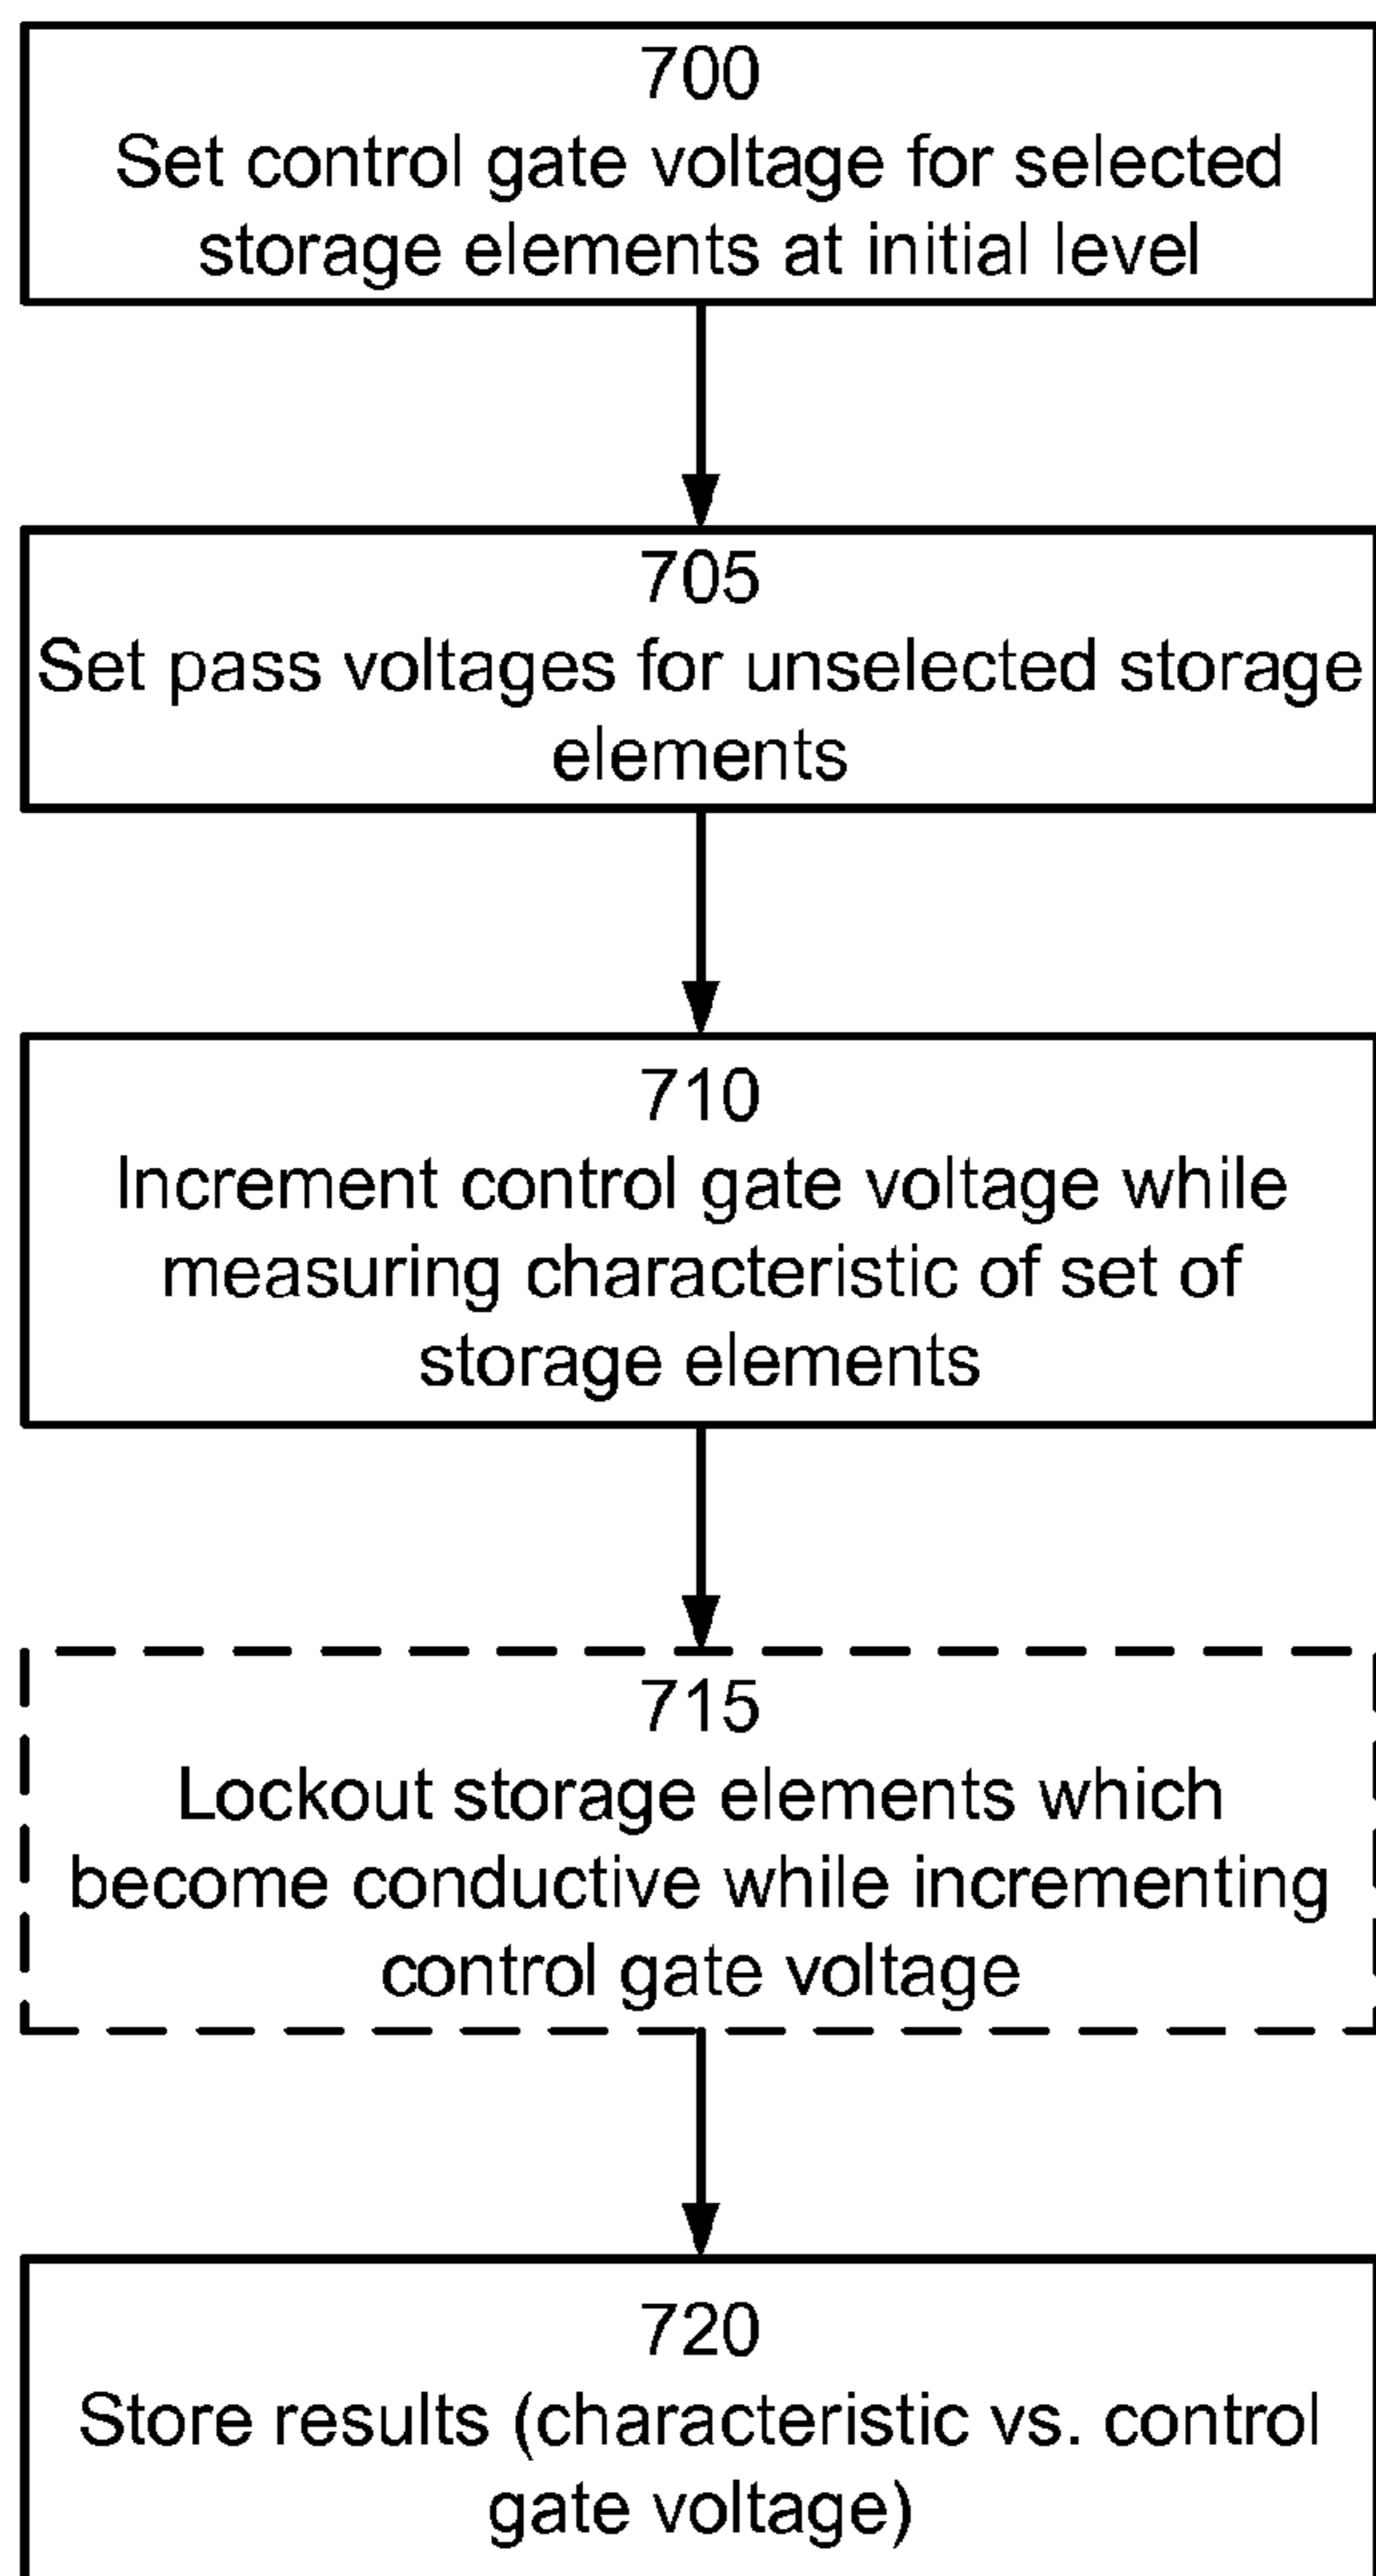 700
Set control gate voltage for selected
storage elements at initial level
705
Set pass voltages for unselected storage
elements
710
Increment control gate voltage while
measuring characteristic of set of
storage elements
715
Lockout storage elements which
become conductive while incrementing
control gate voltage
720
Store results (characteristic vs. control
gate voltage)